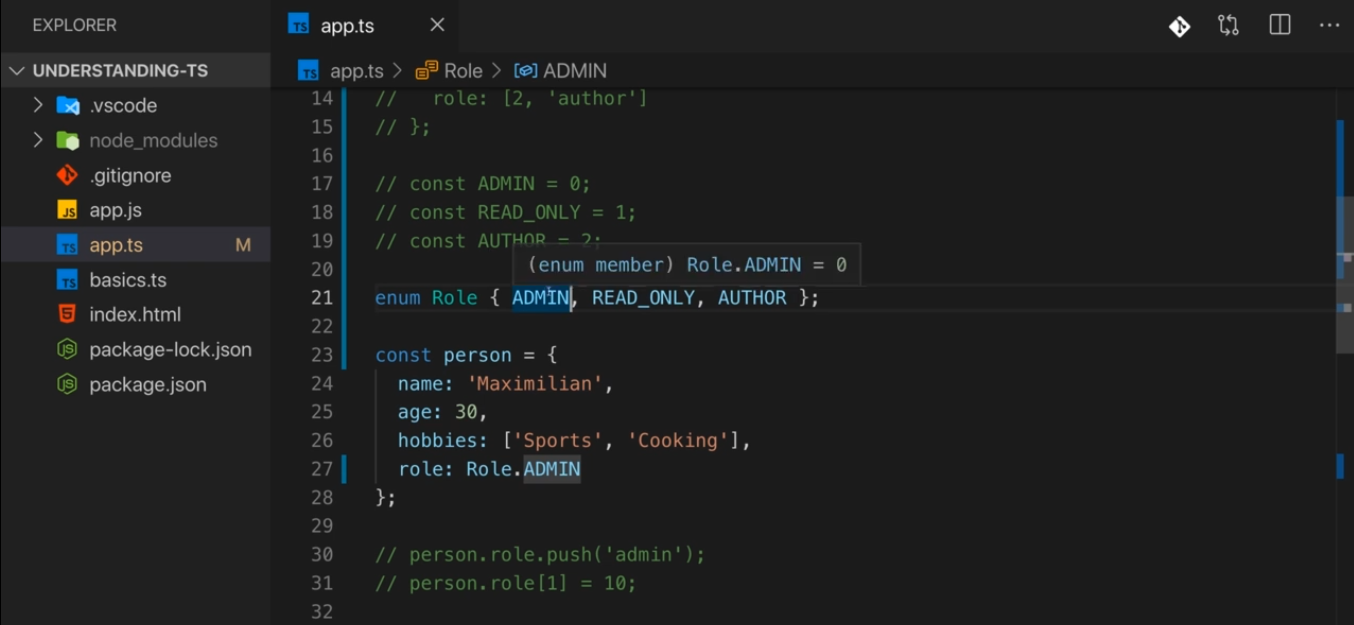 EXPLORER
UNDERSTANDING-TS
.vscode
node_modules
.gitignore
app.js
app.ts M
basics.ts
index.html
package-lock.json
package.json
app.ts
app.ts > Role > ADMIN
14 //   role: [2, 'author']
15 // };
16
17 // const ADMIN = 0;
18 // const READ_ONLY = 1;
19 // const AUTHOR = 2;
(enum member) Role.ADMIN = 0
20
21 enum Role { ADMIN, READ_ONLY, AUTHOR };
22
23 const person = {
24   name: 'Maximilian',
25   age: 30,
26   hobbies: ['Sports', 'Cooking'],
27   role: Role.ADMIN
28 };
29
30 // person.role.push('admin');
31 // person.role[1] = 10;
32